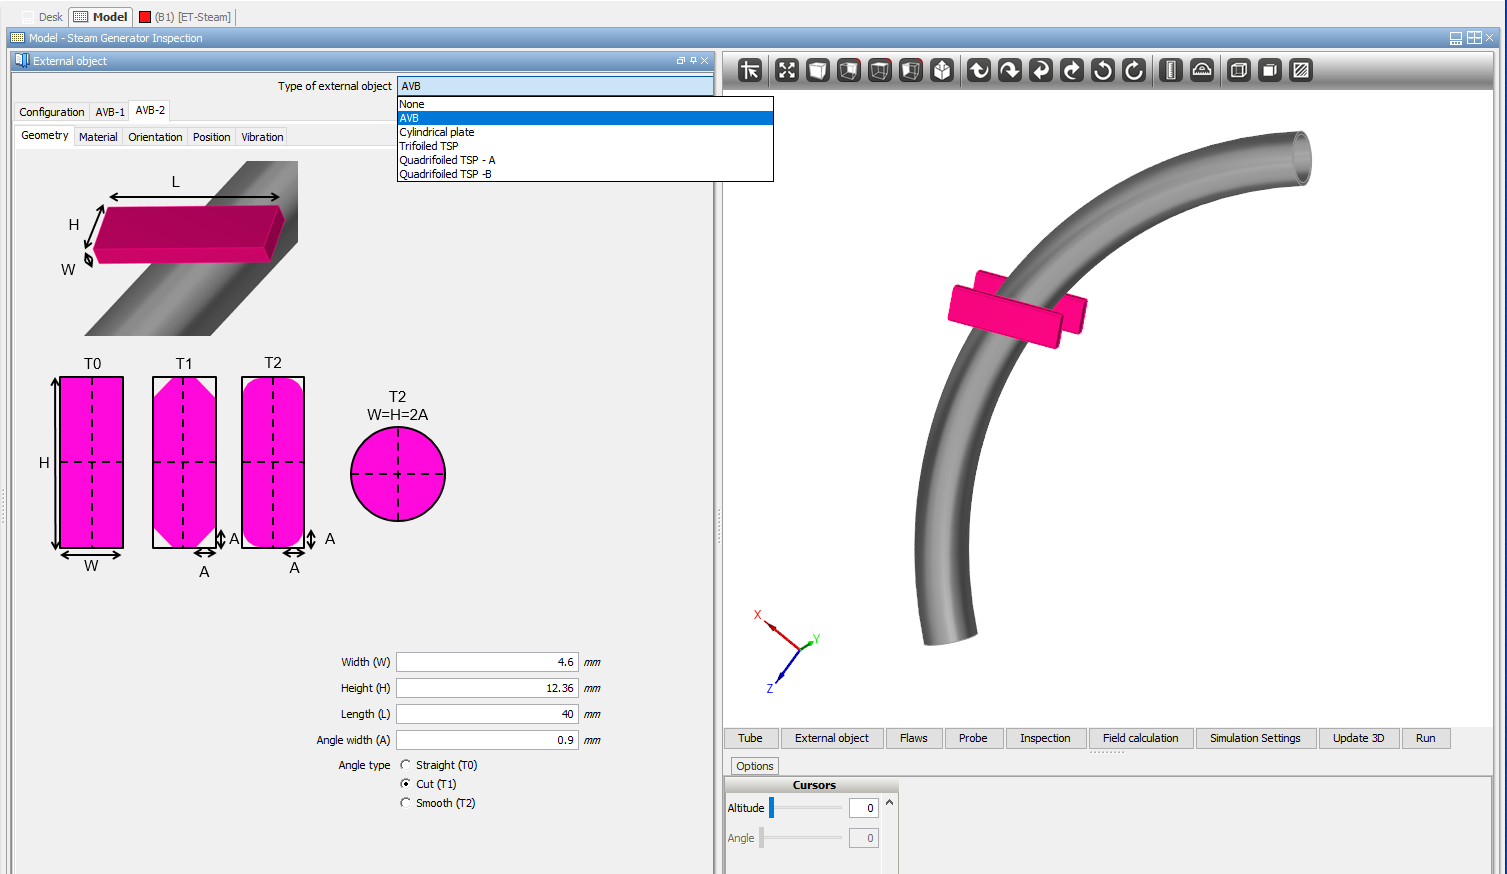 Desk Model (B1) [ET-Steam]
Model - Steam Generator Inspection
External object
Type of external object AVB
None
AVB
Cylindrical plate
Trifoiled TSP
Quadrifoiled TSP - A
Quadrifoiled TSP -B
Configuration AVB-1 AVB-2
Geometry Material Orientation Position Vibration
L
H
W
T0 T1 T2
T2
W=H=2A
H
A A
W A A
Width (W) 4.6 mm
Height (H) 12.36 mm
Length (L) 40 mm
Angle width (A) 0.9 mm
Angle type Straight (T0)
Cut (T1)
Smooth (T2)
X
Y
Z
Tube External object Flaws Probe Inspection Field calculation Simulation Settings Update 3D Run
Options
Cursors
Altitude 0
Angle 0